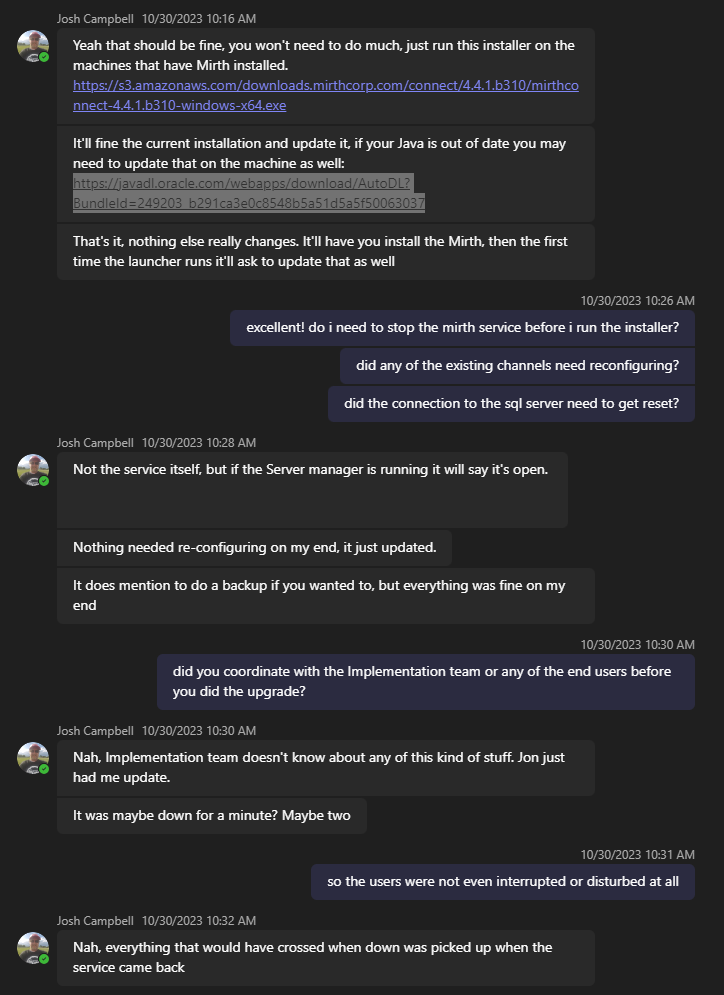 Josh Campbell 10/30/2023 10:16 AM
Yeah that should be fine, you won't need to do much, just run this installer on the
machines that have Mirth installed.
https://s3.amazonaws.com/downloads.mirthcorp.com/connect/4.4.1.b310/mirthco
nnect-4.4.1.b310-windows-x64.exe
It'll fine the current installation and update it, if your Java is out of date you may
need to update that on the machine as well:
https://javadl.oracle.com/webapps/download/AutoDL?
BundleId=249203_b291ca3e0c8548b5a51d5a5f50063037
That's it, nothing else really changes. It'll have you install the Mirth, then the first
time the launcher runs it'll ask to update that as well
10/30/2023 10:26 AM
excellent! do i need to stop the mirth service before i run the installer?
did any of the existing channels need reconfiguring?
did the connection to the sql server need to get reset?
Josh Campbell 10/30/2023 10:28 AM
Not the service itself, but if the Server manager is running it will say it's open.
Nothing needed re-configuring on my end, it just updated.
It does mention to do a backup if you wanted to, but everything was fine on my
end
10/30/2023 10:30 AM
did you coordinate with the Implementation team or any of the end users before
you did the upgrade?
Josh Campbell 10/30/2023 10:30 AM
Nah, Implementation team doesn't know about any of this kind of stuff. Jon just
had me update.
It was maybe down for a minute? Maybe two
10/30/2023 10:31 AM
so the users were not even interrupted or disturbed at all
Josh Campbell 10/30/2023 10:32 AM
Nah, everything that would have crossed when down was picked up when the
service came back